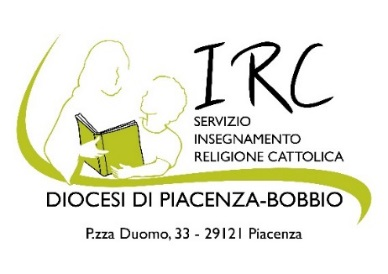 IRC
SERVIZIO
INSEGNAMENTO
RELIGIONE CATTOLICA
DIOCESI DI PIACENZA-BOBBIO
P.zza Duomo, 33 - 29121 Piacenza